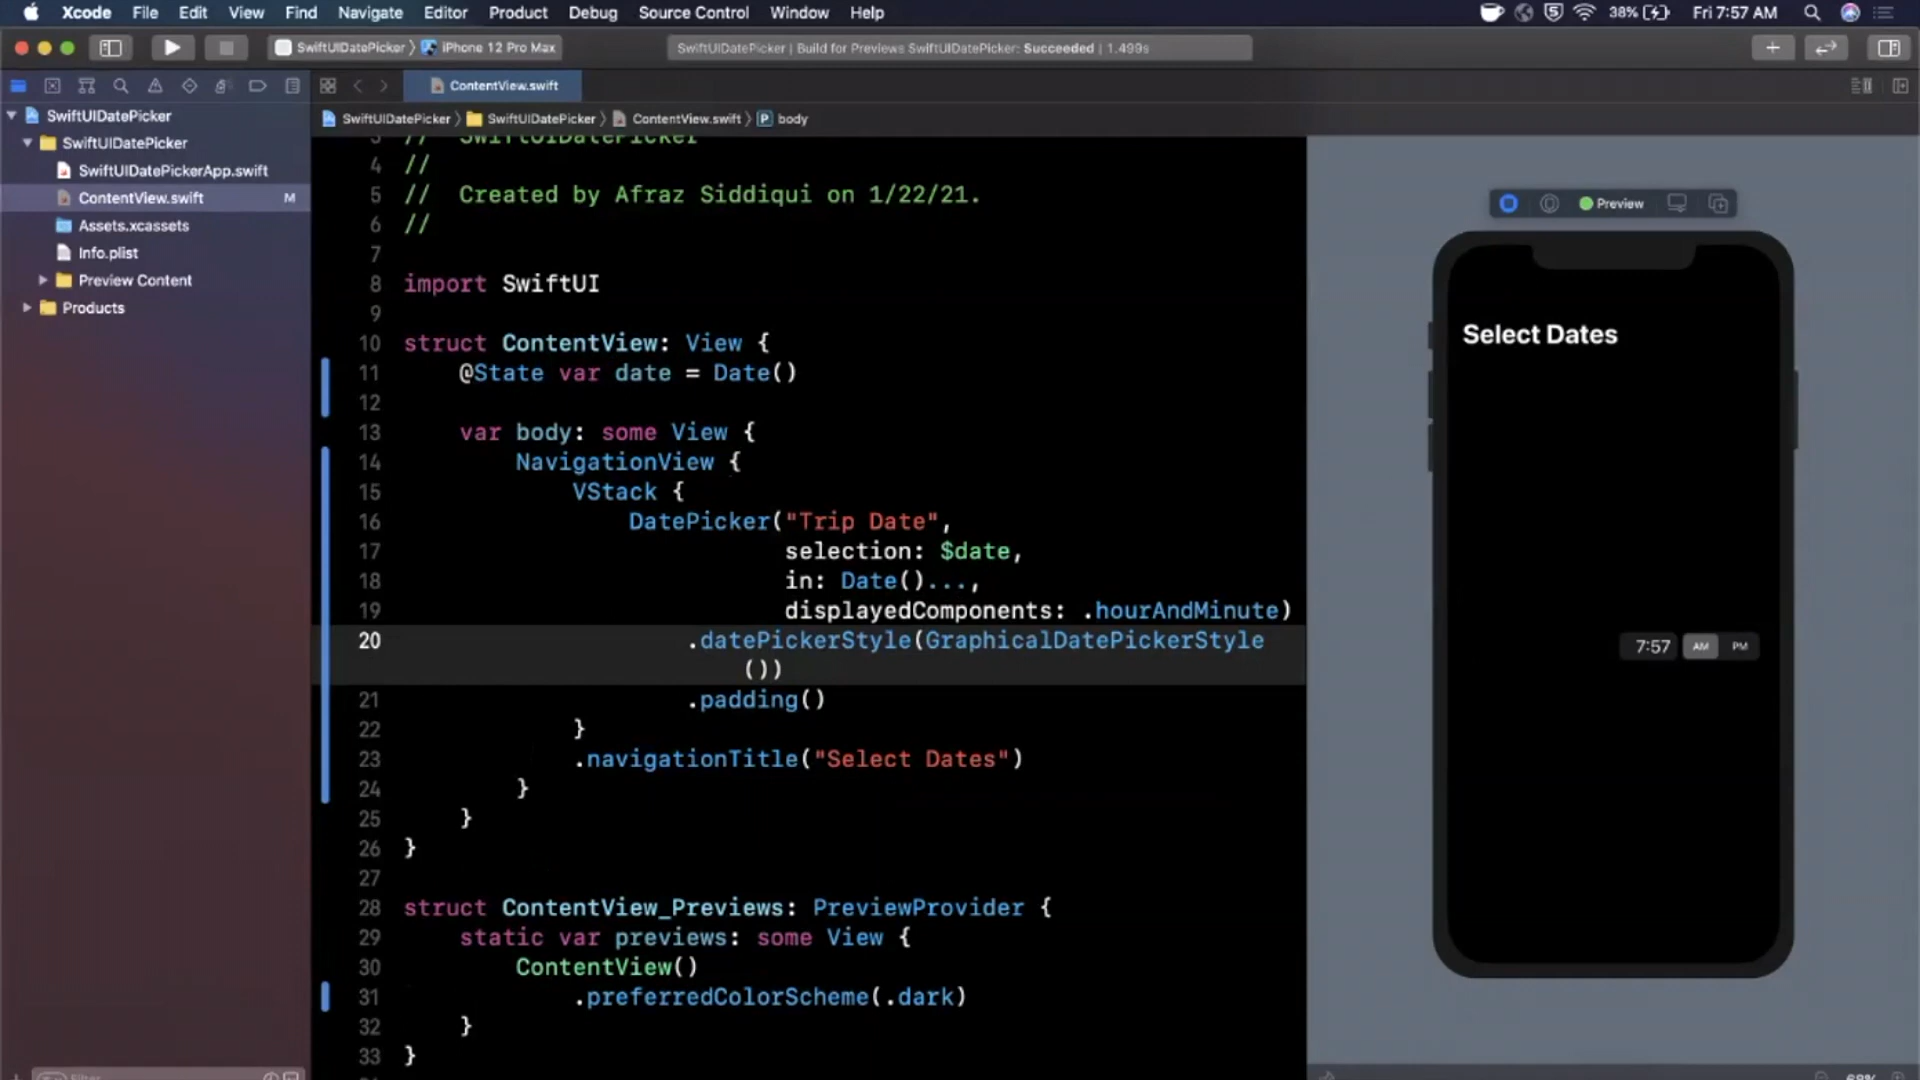 Xcode File Edit View Find Navigate Editor Product Debug Source Control Window Help 38% Fri 7:57 AM
SwiftUIDatePicker 〉 iPhone 12 Pro Max
SwiftUIDatePicker | Build for Previews SwiftUIDatePicker: Succeeded | 1.499s
ContentView.swift
SwiftUIDatePicker 〉 SwiftUIDatePicker 〉 ContentView.swift 〉 P body
SwiftUIDatePicker
SwiftUIDatePicker
SwiftUIDatePickerApp.swift
ContentView.swift M
Assets.xcassets
Info.plist
Preview Content
Products
Filter
3 //  SwiftUIDatePicker
4 //
5 //  Created by Afraz Siddiqui on 1/22/21.
6 //
7
8 import SwiftUI
9
10 struct ContentView: View {
11     @State var date = Date()
12
13     var body: some View {
14         NavigationView {
15             VStack {
16                 DatePicker("Trip Date",
17                            selection: $date,
18                            in: Date()...,
19                            displayedComponents: .hourAndMinute)
20                     .datePickerStyle(GraphicalDatePickerStyle
())
21                     .padding()
22             }
23             .navigationTitle("Select Dates")
24         }
25     }
26 }
27
28 struct ContentView_Previews: PreviewProvider {
29     static var previews: some View {
30         ContentView()
31             .preferredColorScheme(.dark)
32     }
33 }
Preview
Select Dates
7:57 AM PM
68%